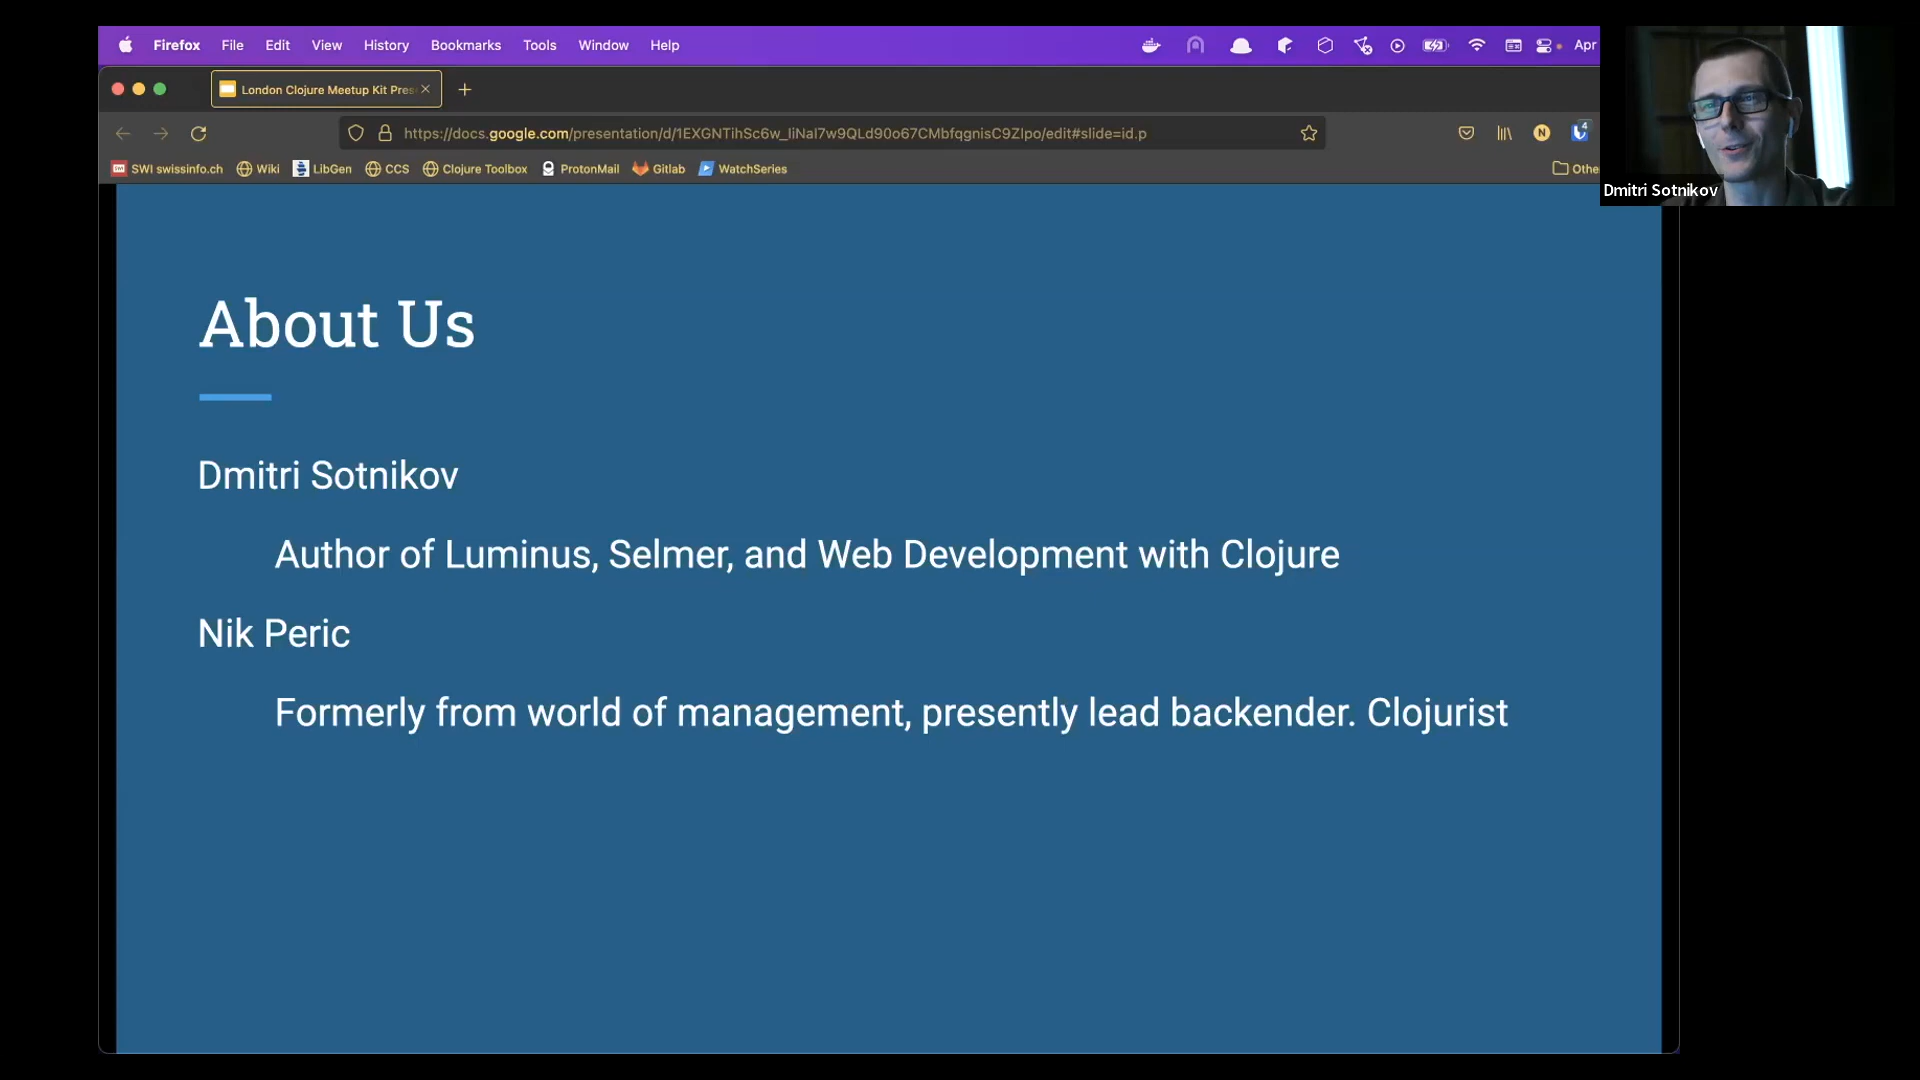 Firefox File Edit View History Bookmarks Tools Window Help Apr
London Clojure Meetup Kit Pres
https://docs.google.com/presentation/d/1EXGNTihSc6w_IiNaI7w9QLd90o67CMbfqgnisC9ZIpo/edit#slide=id.p
N
4
SWI swissinfo.ch Wiki LibGen CCS Clojure Toolbox ProtonMail Gitlab WatchSeries Othe
Dmitri Sotnikov
About Us
Dmitri Sotnikov
Author of Luminus, Selmer, and Web Development with Clojure
Nik Peric
Formerly from world of management, presently lead backender. Clojurist